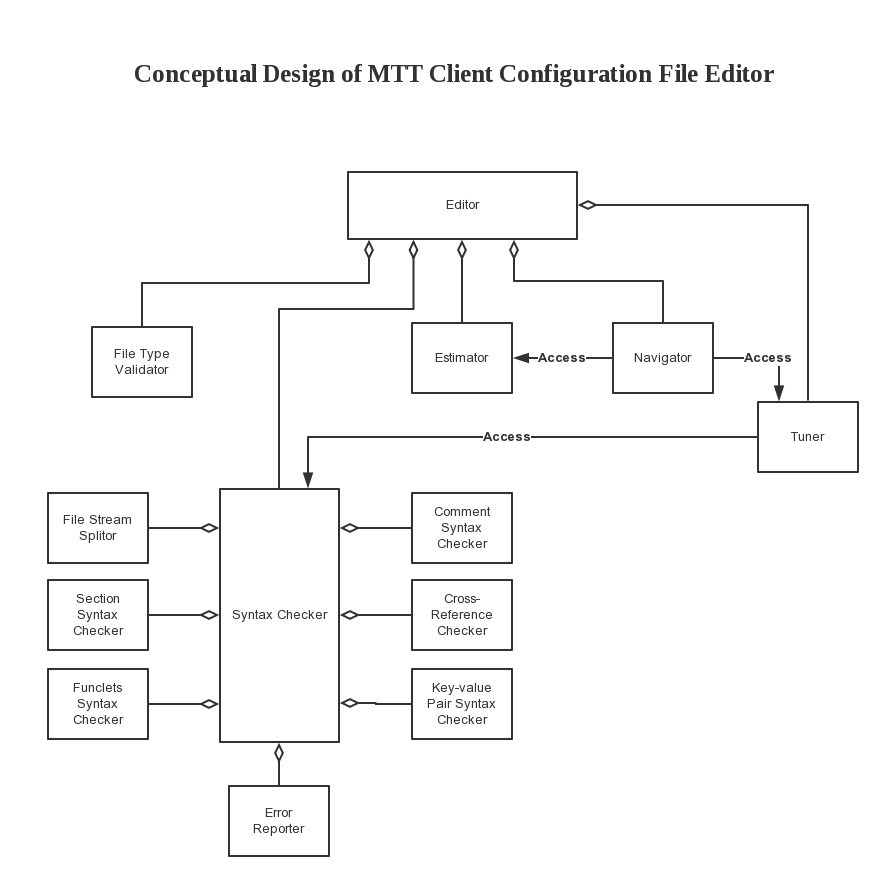 Conceptual Design of MTT Client Configuration File Editor
Editor
File Type
Validator
Estimator
Access
Navigator
Access
Tuner
Access
File Stream
Splitor
Section
Syntax
Checker
Funclets
Syntax
Checker
Syntax Checker
Comment
Syntax
Checker
Cross-
Reference
Checker
Key-value
Pair Syntax
Checker
Error
Reporter